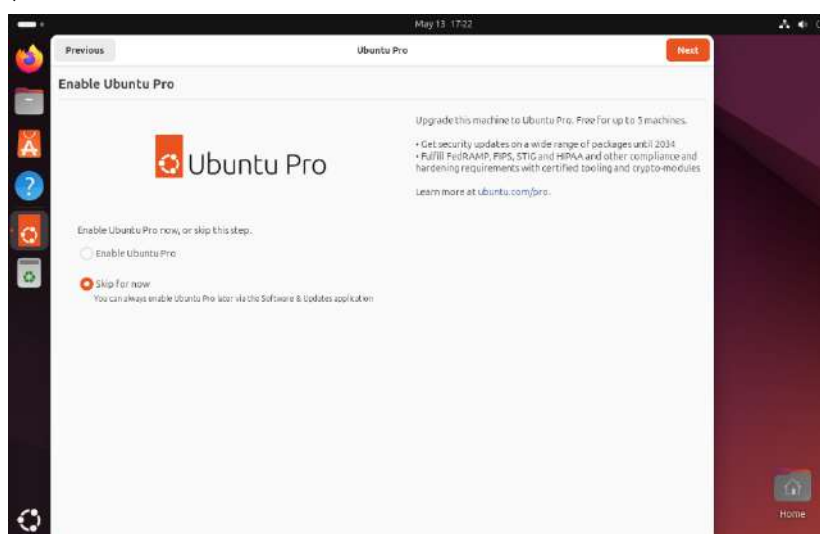 May 13 17:22
Previous
Ubuntu Pro
Next
Enable Ubuntu Pro
Upgrade this machine to Ubuntu Pro. Free for up to 5 machines.
• Get security updates on a wide range of packages until 2034
• Fulfill FedRAMP, FIPS, STIG and HIPAA and other compliance and
hardening requirements with certified tooling and crypto-modules
Learn more at ubuntu.com/pro.
Ubuntu Pro
Enable Ubuntu Pro now, or skip this step.
Enable Ubuntu Pro
Skip for now
You can always enable Ubuntu Pro later via the Software & Updates application
Home